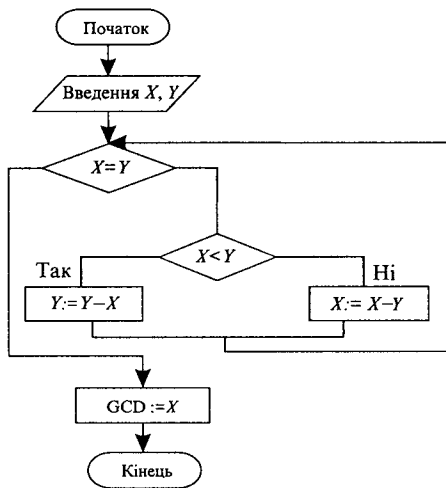 Початок
Введення X, Y
X=Y
X<Y
Так
Ні
Y:=Y–X
X:= X–Y
GCD :=X
Кінець